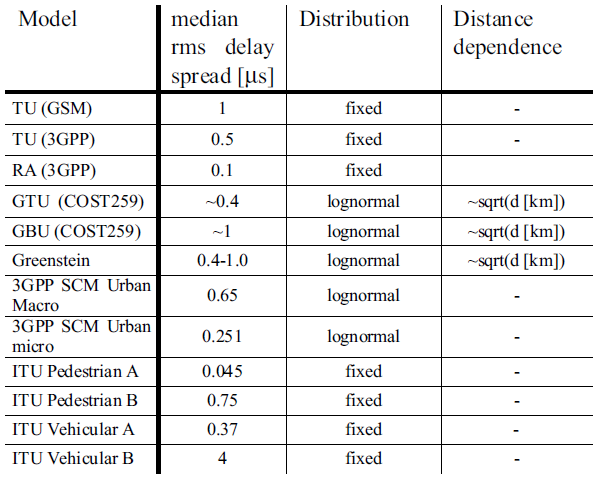 Model median rms delay spread [µs] Distribution Distance dependence
TU (GSM) 1 fixed -
TU (3GPP) 0.5 fixed -
RA (3GPP) 0.1 fixed
GTU (COST259) ~0.4 lognormal ~sqrt(d [km])
GBU (COST259) ~1 lognormal ~sqrt(d [km])
Greenstein 0.4-1.0 lognormal ~sqrt(d [km])
3GPP SCM Urban Macro 0.65 lognormal -
3GPP SCM Urban micro 0.251 lognormal -
ITU Pedestrian A 0.045 fixed -
ITU Pedestrian B 0.75 fixed -
ITU Vehicular A 0.37 fixed -
ITU Vehicular B 4 fixed -